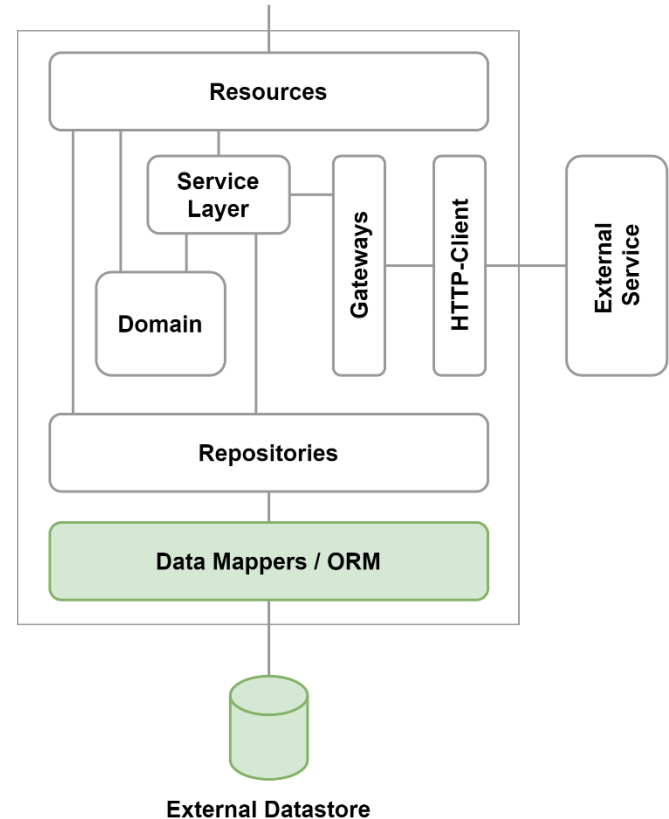 Resources
Service
Layer
Gateways
HTTP-Client
External
Service
Domain
Repositories
Data Mappers / ORM
External Datastore